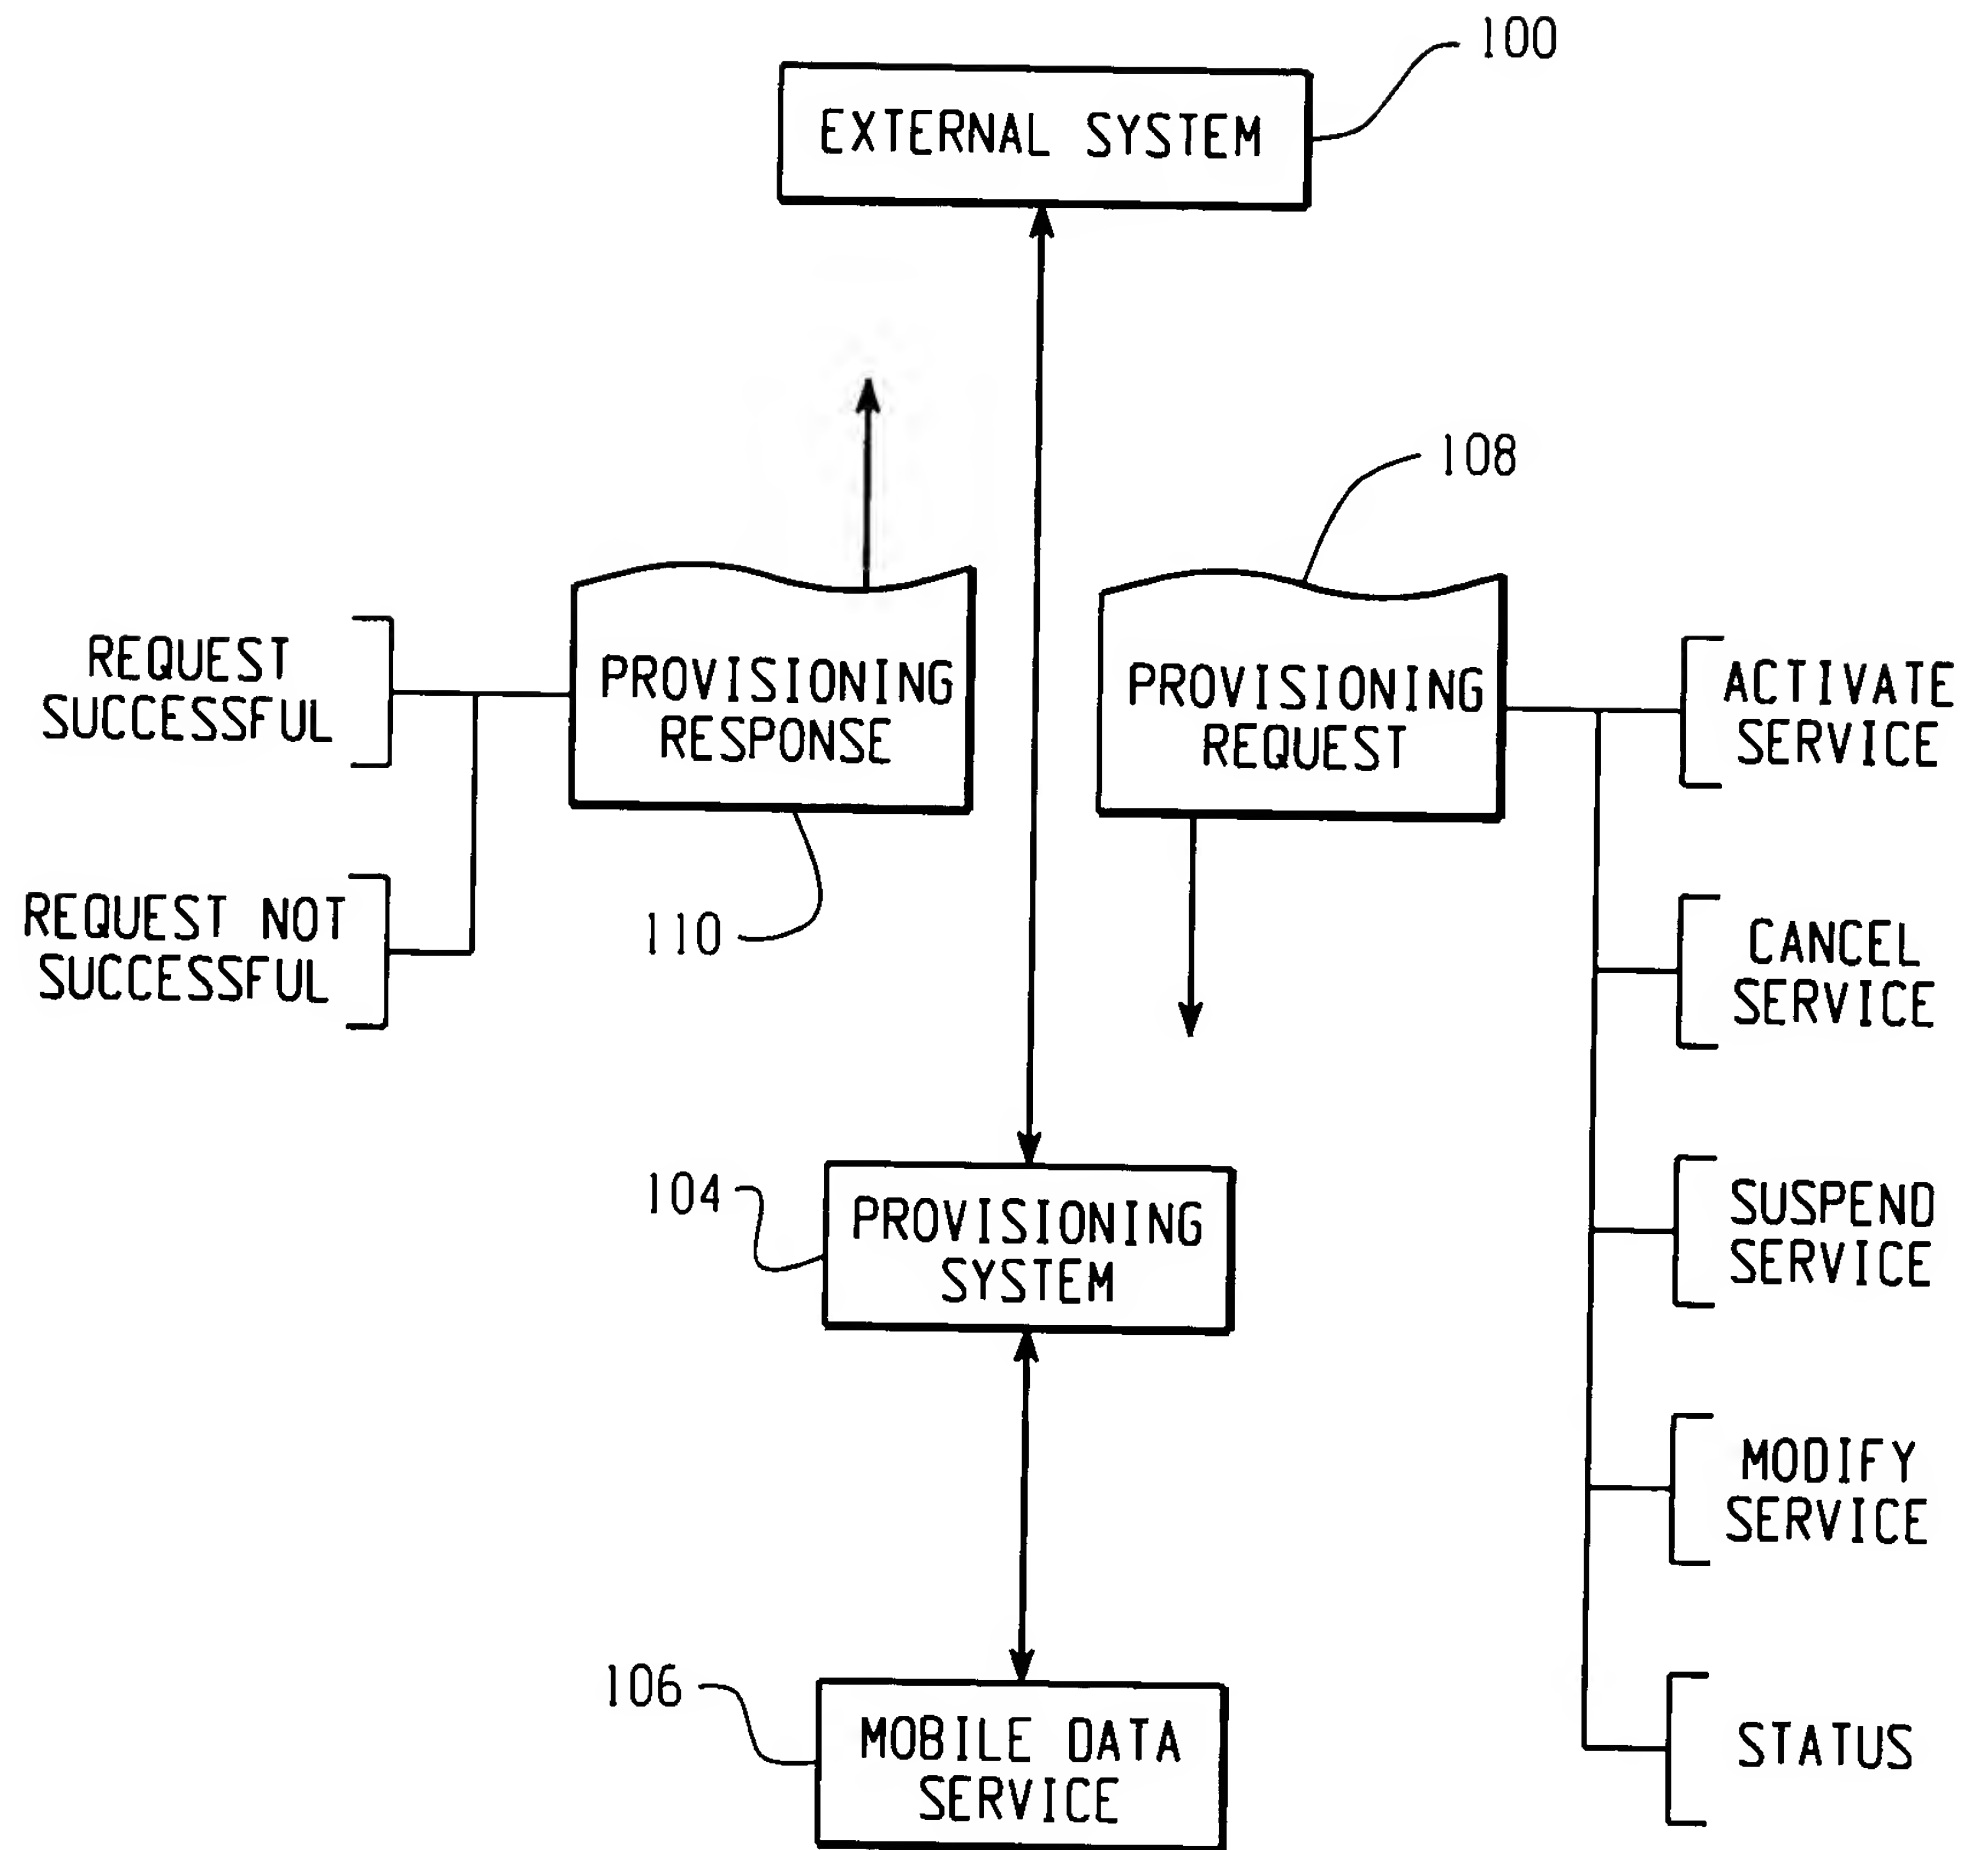 100
EXTERNAL SYSTEM
108
REQUEST
SUCCESSFUL
PROVISIONING
RESPONSE
PROVISIONING
REQUEST
ACTIVATE
SERVICE
REQUEST NOT
SUCCESSFUL
110
CANCEL
SERVICE
104
PROVISIONING
SYSTEM
SUSPEND
SERVICE
MODIFY
SERVICE
106
MOBILE DATA
SERVICE
STATUS